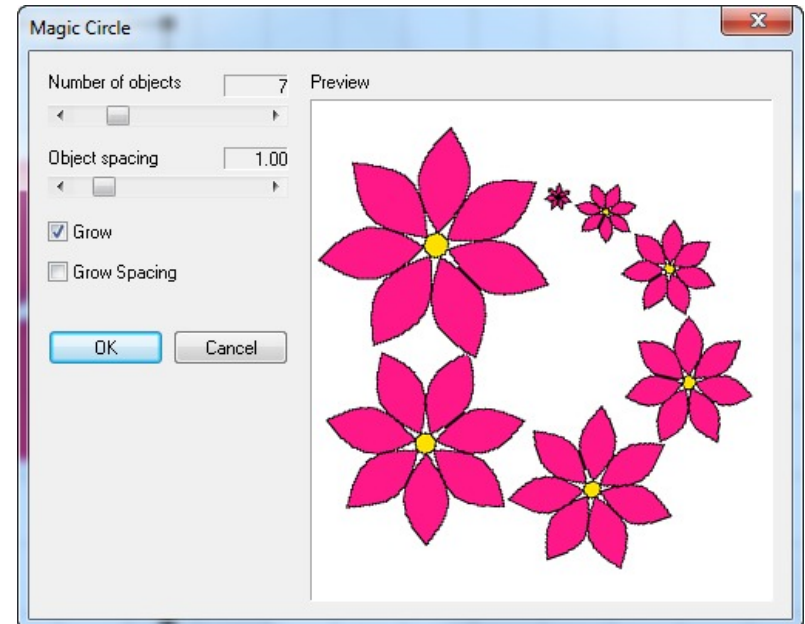 Magic Circle
Number of objects 7
Object spacing 1.00
Grow
Grow Spacing
OK Cancel
Preview